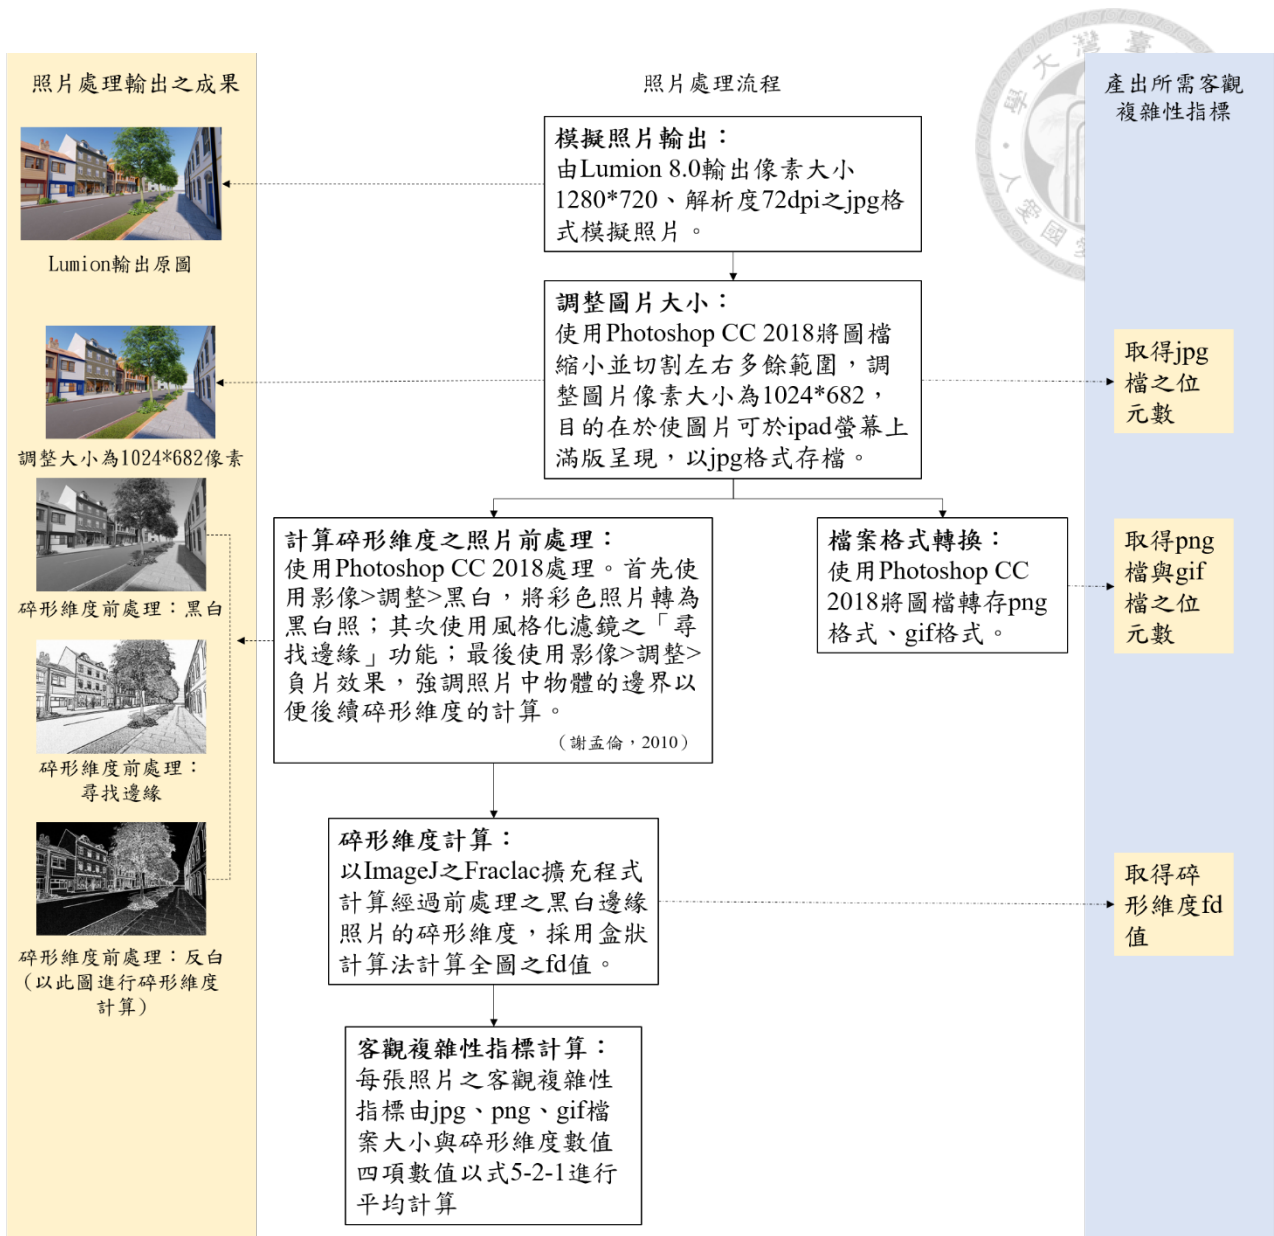 照片處理輸出之成果
Lumion輸出原圖
調整大小為1024*682像素
碎形維度前處理：黑白
碎形維度前處理：
尋找邊緣
碎形維度前處理：反白
（以此圖進行碎形維度
計算）
照片處理流程
模擬照片輸出：
由Lumion 8.0輸出像素大小
1280*720、解析度72dpi之jpg格
式模擬照片。
調整圖片大小：
使用Photoshop CC 2018將圖檔
縮小並切割左右多餘範圍，調
整圖片像素大小為1024*682，
目的在於使圖片可於ipad螢幕上
滿版呈現，以jpg格式存檔。
計算碎形維度之照片前處理：
使用Photoshop CC 2018處理。首先使
用影像>調整>黑白，將彩色照片轉為
黑白照；其次使用風格化濾鏡之「尋
找邊緣」功能；最後使用影像>調整>
負片效果，強調照片中物體的邊界以
便後續碎形維度的計算。
（謝孟倫，2010）
檔案格式轉換：
使用Photoshop CC
2018將圖檔轉存png
格式、gif格式。
碎形維度計算：
以ImageJ之Fraclac擴充程式
計算經過前處理之黑白邊緣
照片的碎形維度，採用盒狀
計算法計算全圖之fd值。
客觀複雜性指標計算：
每張照片之客觀複雜性
指標由jpg、png、gif檔
案大小與碎形維度數值
四項數值以式5-2-1進行
平均計算
產出所需客觀
複雜性指標
取得jpg
檔之位
元數
取得png
檔與gif
檔之位
元數
取得碎
形維度fd
值
臺灣大學
人愛國愛